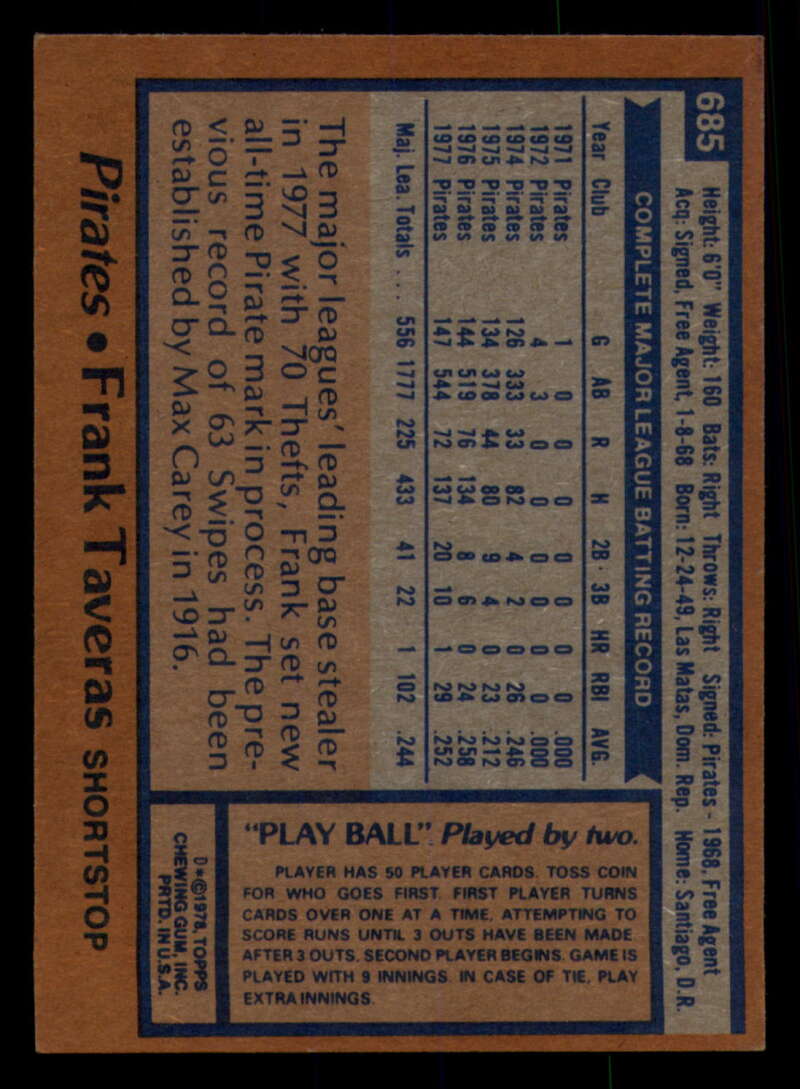 685
Height: 6'0" Weight: 160 Bats: Right Throws: Right Signed: Pirates - 1968, Free Agent
Acq: Signed, Free Agent, 1-8-68 Born: 12-24-49, Las Matas, Dom. Rep. Home: Santiago, D.R.
COMPLETE MAJOR LEAGUE BATTING RECORD
Year Club G AB R H 2B 3B HR RBI AVG.
1971 Pirates 1 0 0 0 0 0 0 0 .000
1972 Pirates 4 3 0 0 0 0 0 0 .000
1974 Pirates 126 333 33 82 4 2 0 26 .246
1975 Pirates 134 378 44 80 9 4 0 23 .212
1976 Pirates 144 519 76 134 8 6 0 24 .258
1977 Pirates 147 544 72 137 20 10 1 29 .252
Maj. Lea. Totals ... 556 1777 225 433 41 22 1 102 .244
The major leagues' leading base stealer
in 1977 with 70 Thefts, Frank set new
all-time Pirate mark in process. The pre-
vious record of 63 Swipes had been
established by Max Carey in 1916.
"PLAY BALL" Played by two.
PLAYER HAS 50 PLAYER CARDS. TOSS COIN
FOR WHO GOES FIRST. FIRST PLAYER TURNS
CARDS OVER ONE AT A TIME, ATTEMPTING TO
SCORE RUNS UNTIL 3 OUTS HAVE BEEN MADE.
AFTER 3 OUTS, SECOND PLAYER BEGINS. GAME IS
PLAYED WITH 9 INNINGS. IN CASE OF TIE, PLAY
EXTRA INNINGS.
D*©1978, TOPPS
CHEWING GUM, INC.
PRTD. IN U.S.A.
Pirates • Frank Taveras SHORTSTOP